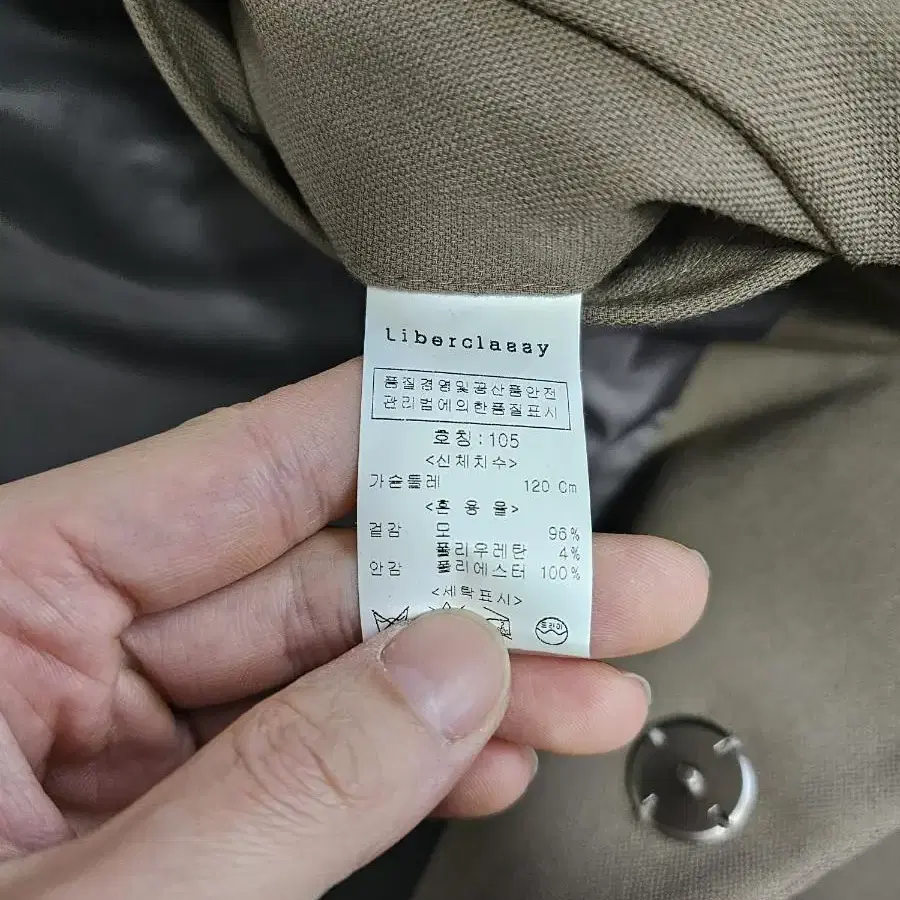 Liberclassy
품질경영및공산품안전
관리법에의한품질표시
호칭:105
<신체치수>
가슴둘레 120 Cm
<혼 용 율>
겉감 모 96%
폴리우레탄 4%
안감 폴리에스터 100%
<세탁표시>
드라이